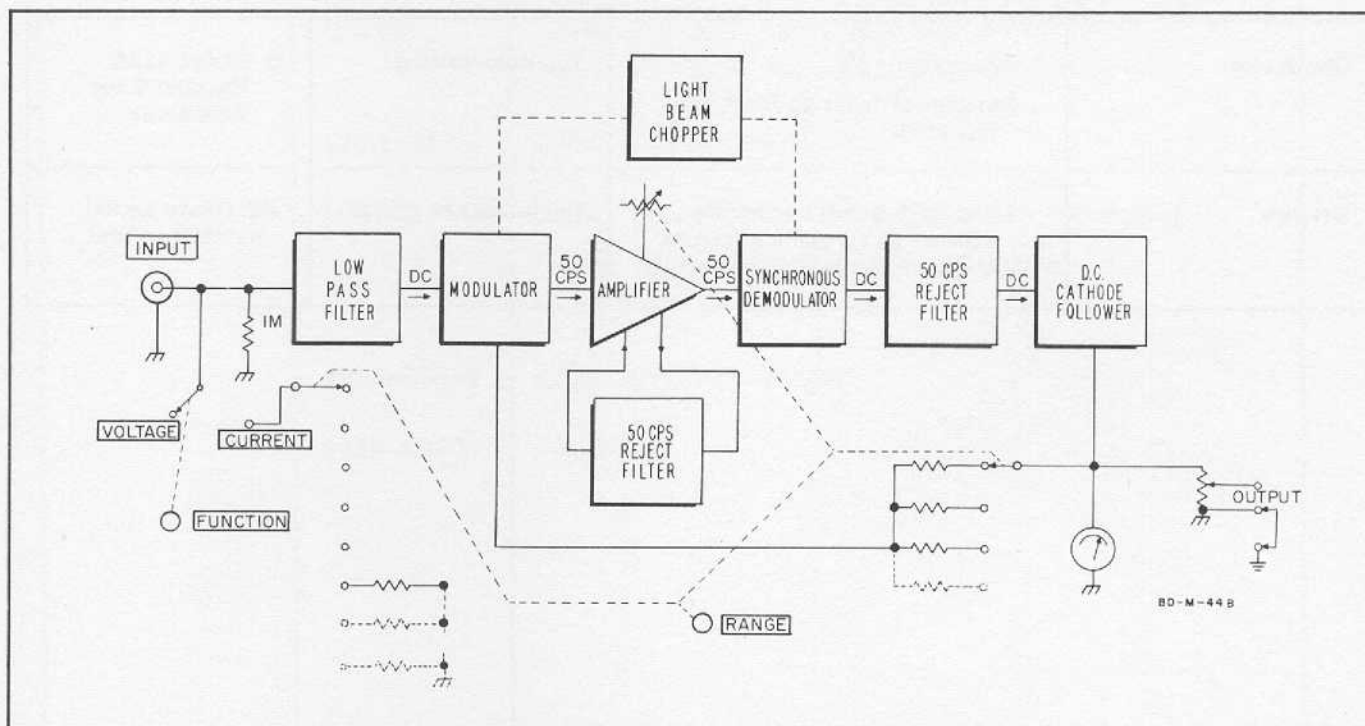 LIGHT
BEAM
CHOPPER
INPUT
LOW
PASS
FILTER
DC
MODULATOR
50
CPS
AMPLIFIER
50
CPS
SYNCHRONOUS
DEMODULATOR
DC
50 CPS
REJECT
FILTER
DC
D.C.
CATHODE
FOLLOWER
1M
VOLTAGE
CURRENT
50 CPS
REJECT
FILTER
FUNCTION
OUTPUT
RANGE
BD-M-44B